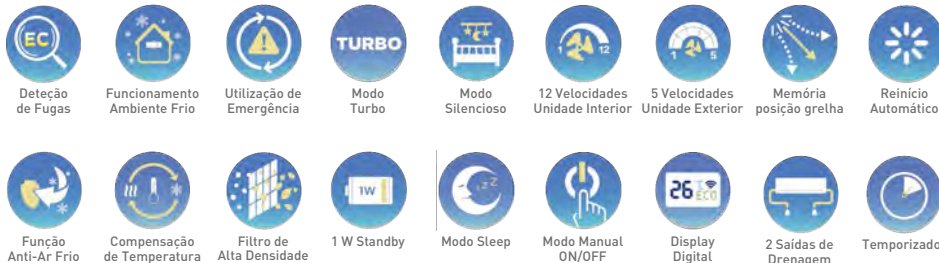 EC
TURBO
1 12
1 5
Deteção
de Fugas
Funcionamento
Ambiente Frio
Utilização de
Emergência
Modo
Turbo
Modo
Silencioso
12 Velocidades
Unidade Interior
5 Velocidades
Unidade Exterior
Memória
posição grelha
Reinício
Automático
1W
zZZ
26 ECO
Função
Anti-Ar Frio
Compensação
de Temperatura
Filtro de
Alta Densidade
1 W Standby
Modo Sleep
Modo Manual
ON/OFF
Display
Digital
2 Saídas de
Drenagem
Temporizado